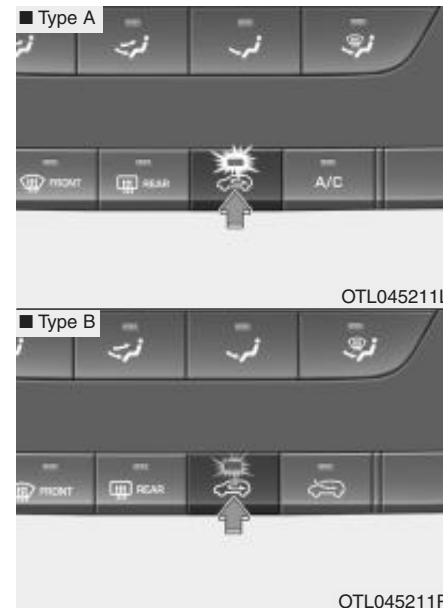 ■ Type A
FRONT
REAR
A/C
OTL045211L
■ Type B
FRONT
REAR
OTL045211R